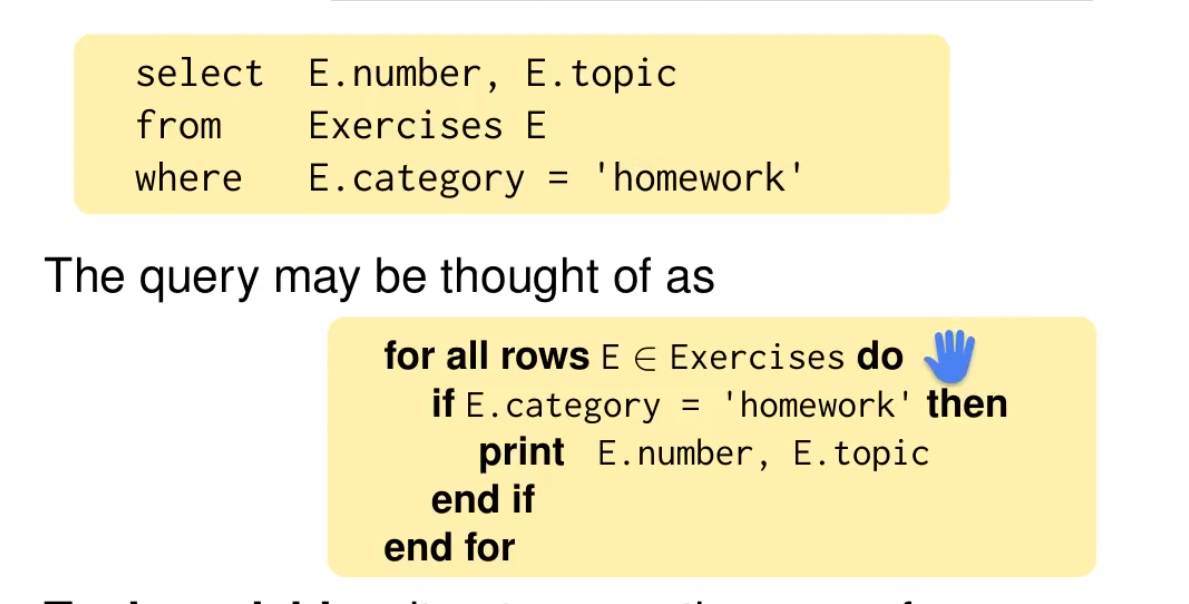 select E.number, E.topic
from Exercises E
where E.category = 'homework'
The query may be thought of as
for all rows E ∈ Exercises do
if E.category = 'homework' then
print E.number, E.topic
end if
end for